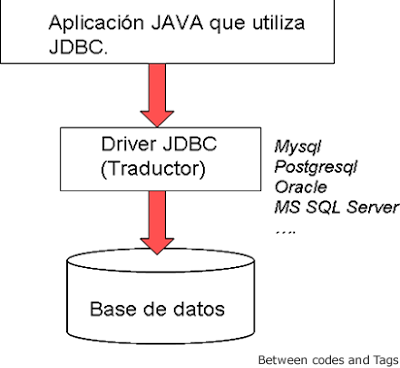 Aplicación JAVA que utiliza
JDBC.
Driver JDBC
(Traductor)
Mysql
Postgresql
Oracle
MS SQL Server
....
Base de datos
Between codes and Tags